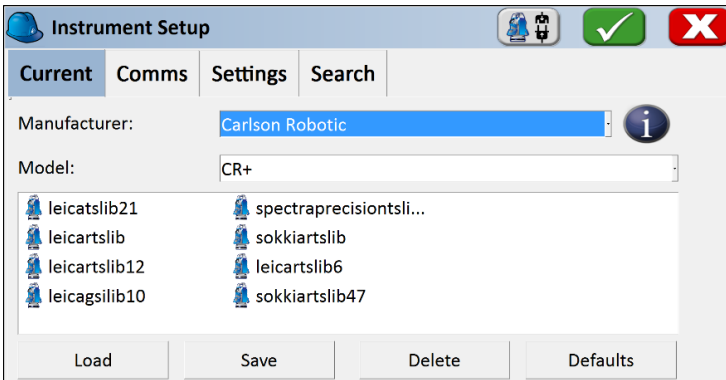 Instrument Setup
Current Comms Settings Search
Manufacturer: Carlson Robotic
Model: CR+
leicatslib21 spectraprecisiontsli...
leicartslib sokkiartslib
leicartslib12 leicartslib6
leicagsilib10 sokkiartslib47
Load Save Delete Defaults